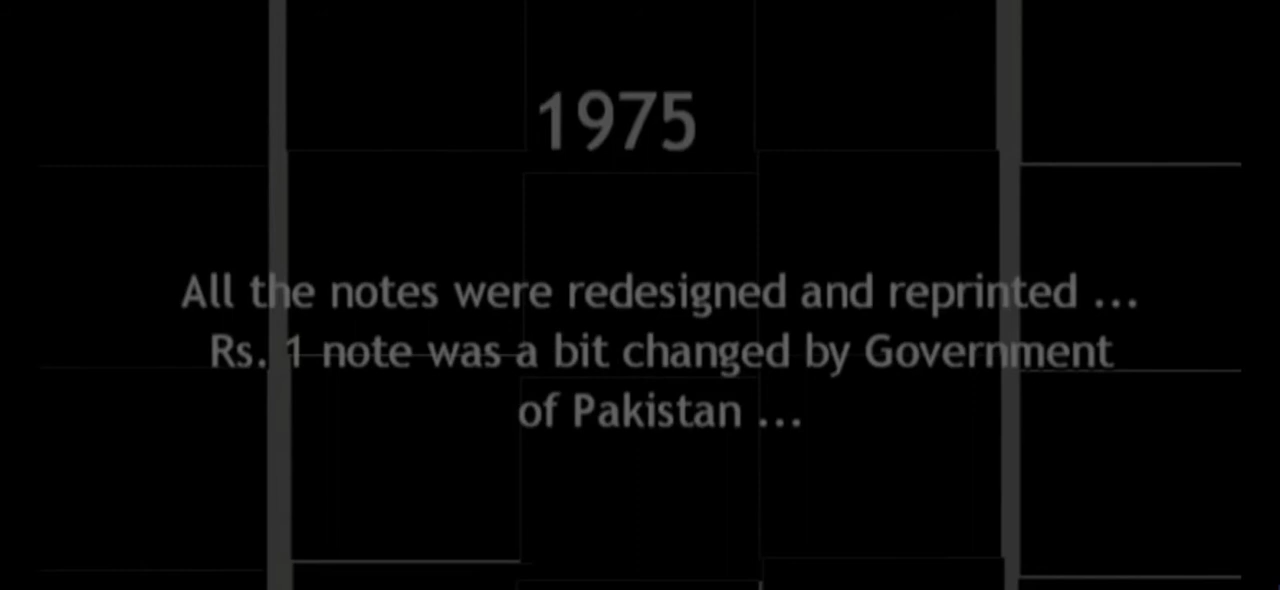 1975
All the notes were redesigned and reprinted ...
Rs. 1 note was a bit changed by Government
of Pakistan ...